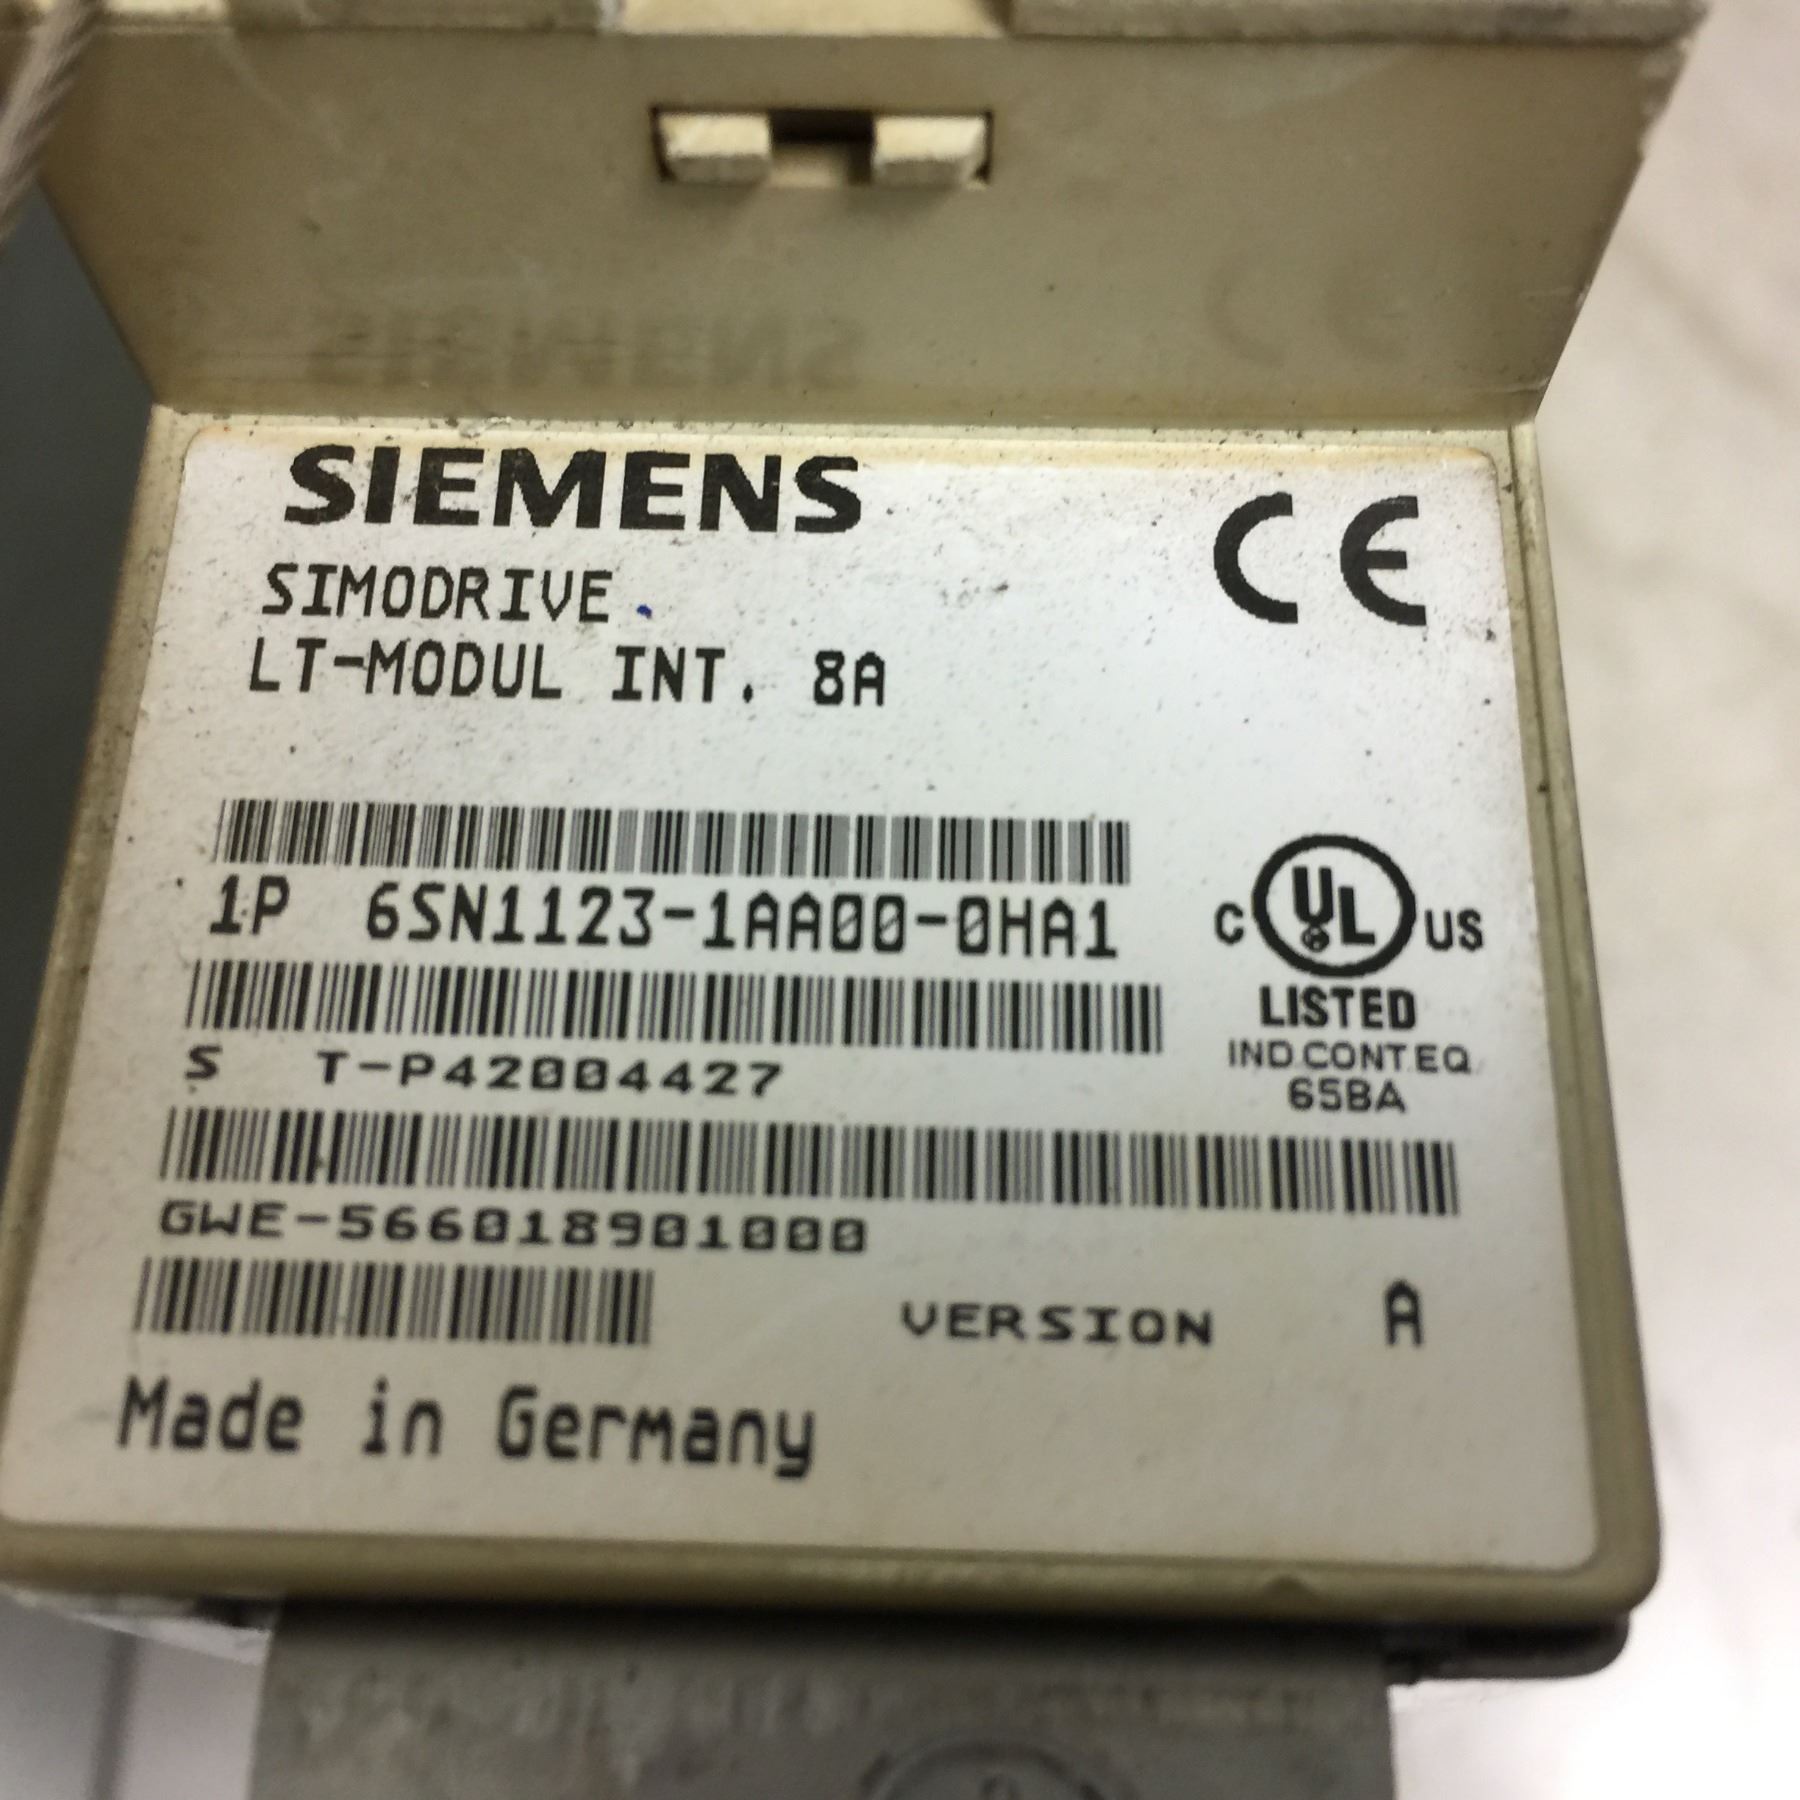 SIEMENS
CE
SIMODRIVE
LT-MODUL INT. 8A
1P 6SN1123-1AA00-0HA1
C UL US
LISTED
IND.CONT.EQ.
65BA
S T-P42004427
GWE-566018901000
VERSION A
Made in Germany